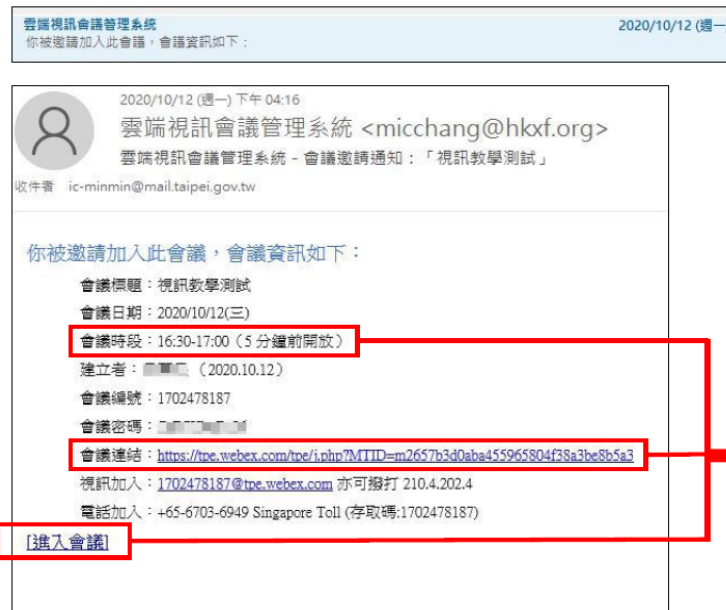 雲端視訊會議管理系統 2020/10/12 (週一
你被邀請加入此會議，會議資訊如下：
2020/10/12 (週一) 下午 04:16
雲端視訊會議管理系統 <micchang@hkxf.org>
雲端視訊會議管理系統 - 會議邀請通知：「視訊教學測試」
收件者 ic-minmin@mail.taipei.gov.tw
你被邀請加入此會議，會議資訊如下：
會議標題：視訊教學測試
會議日期：2020/10/12(三)
會議時段：16:30-17:00（5 分鐘前開放）
建立者： （2020.10.12）
會議編號：1702478187
會議密碼：
會議連結：https://tpe.webex.com/tpe/j.php?MTID=m2657b3d0aba455965804f38a3be8b5a3
視訊加入：1702478187@tpe.webex.com 亦可撥打 210.4.202.4
電話加入：+65-6703-6949 Singapore Toll (存取碼:1702478187)
[進入會議]